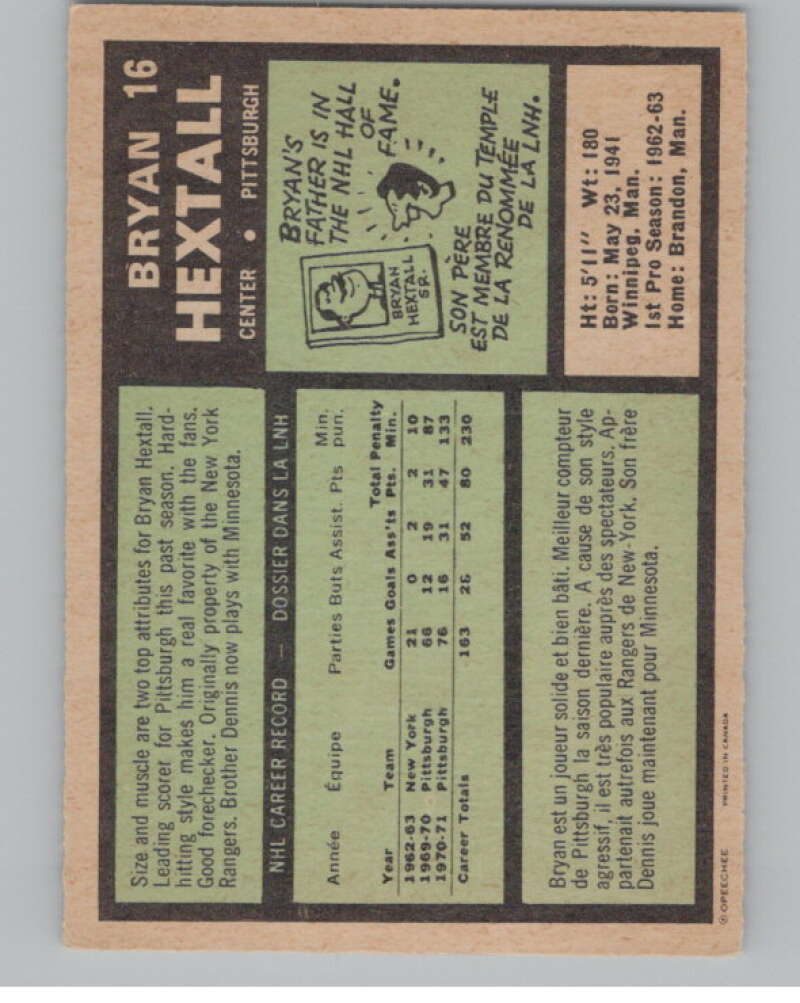 BRYAN 16
HEXTALL
CENTER • PITTSBURGH
Size and muscle are two top attributes for Bryan Hextall.
Leading scorer for Pittsburgh this past season. Hard-
hitting style makes him a real favorite with the fans.
Good forechecker. Originally property of the New York
Rangers. Brother Dennis now plays with Minnesota.
BRYAN'S
FATHER IS IN
THE NHL HALL
OF
FAME.
BRYAN
HEXTALL
SR.
SON PÈRE
EST MEMBRE DU TEMPLE
DE LA RENOMMÉE
DE LA LNH.
NHL CAREER RECORD — DOSSIER DANS LA LNH
Année Équipe Parties Buts Assist. Pts Min. pun.
Year Team Games Goals Ass'ts Total Pts. Penalty Min.
1962-63 New York 21 0 2 2 10
1969-70 Pittsburgh 66 12 19 31 87
1970-71 Pittsburgh 76 16 31 47 133
Career Totals 163 28 52 80 230
Ht: 5'11" Wt: 180
Born: May 23, 1941
Winnipeg, Man.
1st Pro Season: 1962-63
Home: Brandon, Man.
Bryan est un joueur solide et bien bâti. Meilleur compteur
de Pittsburgh la saison dernière. A cause de son style
agressif, il est très populaire auprès des spectateurs. Ap-
partenait autrefois aux Rangers de New-York. Son frère
Dennis joue maintenant pour Minnesota.
© OPEECHEE PRINTED IN CANADA